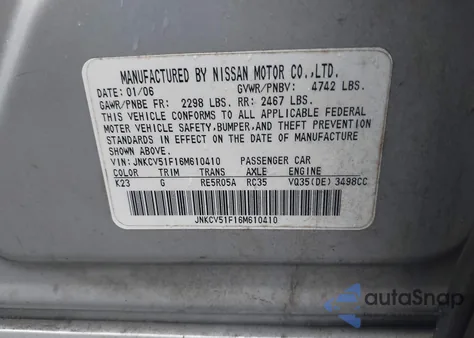 MANUFACTURED BY NISSAN MOTOR CO.,LTD.
DATE: 01/06 GVWR/PNBV: 4742 LBS.
GAWR/PNBE FR: 2298 LBS. RR: 2467 LBS.
THIS VEHICLE CONFORMS TO ALL APPLICABLE FEDERAL
MOTOR VEHICLE SAFETY,BUMPER,AND THEFT PREVENTION
STANDARDS IN EFFECT ON THE DATE OF MANUFACTURE
SHOWN ABOVE.
VIN: JNKCV51F16M610410 PASSENGER CAR
COLOR TRIM TRANS AXLE ENGINE
K23 G RE5R05A RC35 VQ35(DE) 3498CC
JNKCV51F16M610410
autoSnap